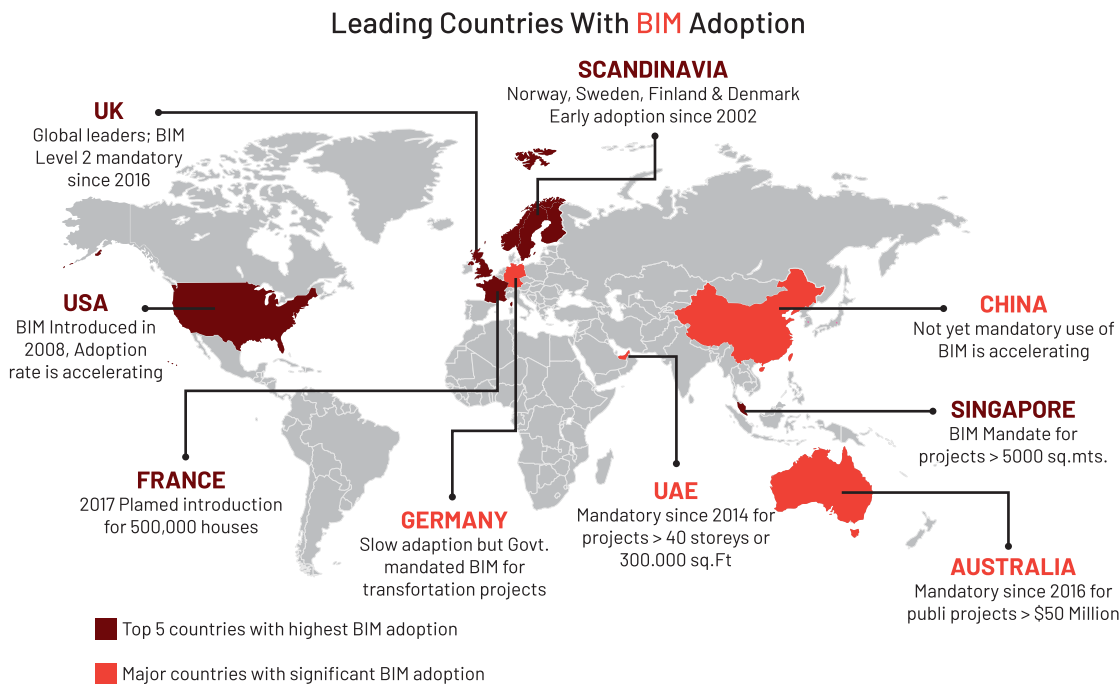 Leading Countries With BIM Adoption
SCANDINAVIA
Norway, Sweden, Finland & Denmark
Early adoption since 2002
UK
Global leaders; BIM
Level 2 mandatory
since 2016
USA
BIM Introduced in
2008, Adoption
rate is accelerating
CHINA
Not yet mandatory use of
BIM is accelerating
SINGAPORE
BIM Mandate for
projects > 5000 sq.mts.
FRANCE
2017 Plamed introduction
for 500,000 houses
GERMANY
Slow adaption but Govt.
mandated BIM for
transfortation projects
UAE
Mandatory since 2014 for
projects > 40 storeys or
300.000 sq.Ft
AUSTRALIA
Mandatory since 2016 for
publi projects > $50 Million
Top 5 countries with highest BIM adoption
Major countries with significant BIM adoption